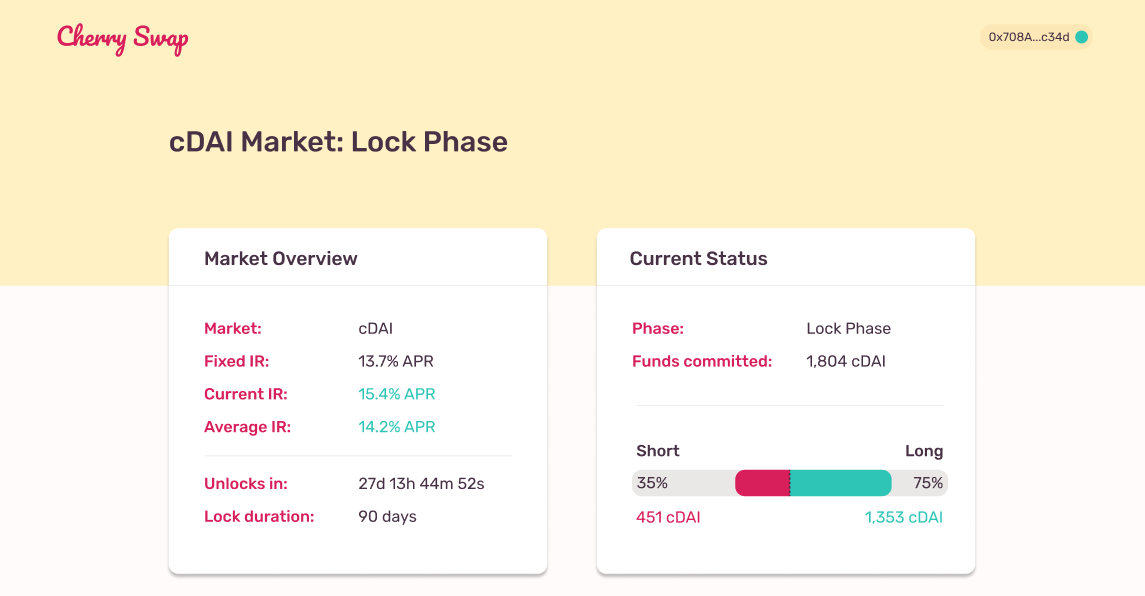 Cherry Swap
0x708A...c34d
cDAI Market: Lock Phase
Market Overview
Market: cDAI
Fixed IR: 13.7% APR
Current IR: 15.4% APR
Average IR: 14.2% APR
Unlocks in: 27d 13h 44m 52s
Lock duration: 90 days
Current Status
Phase: Lock Phase
Funds committed: 1,804 cDAI
Short Long
35% 75%
451 cDAI 1,353 cDAI